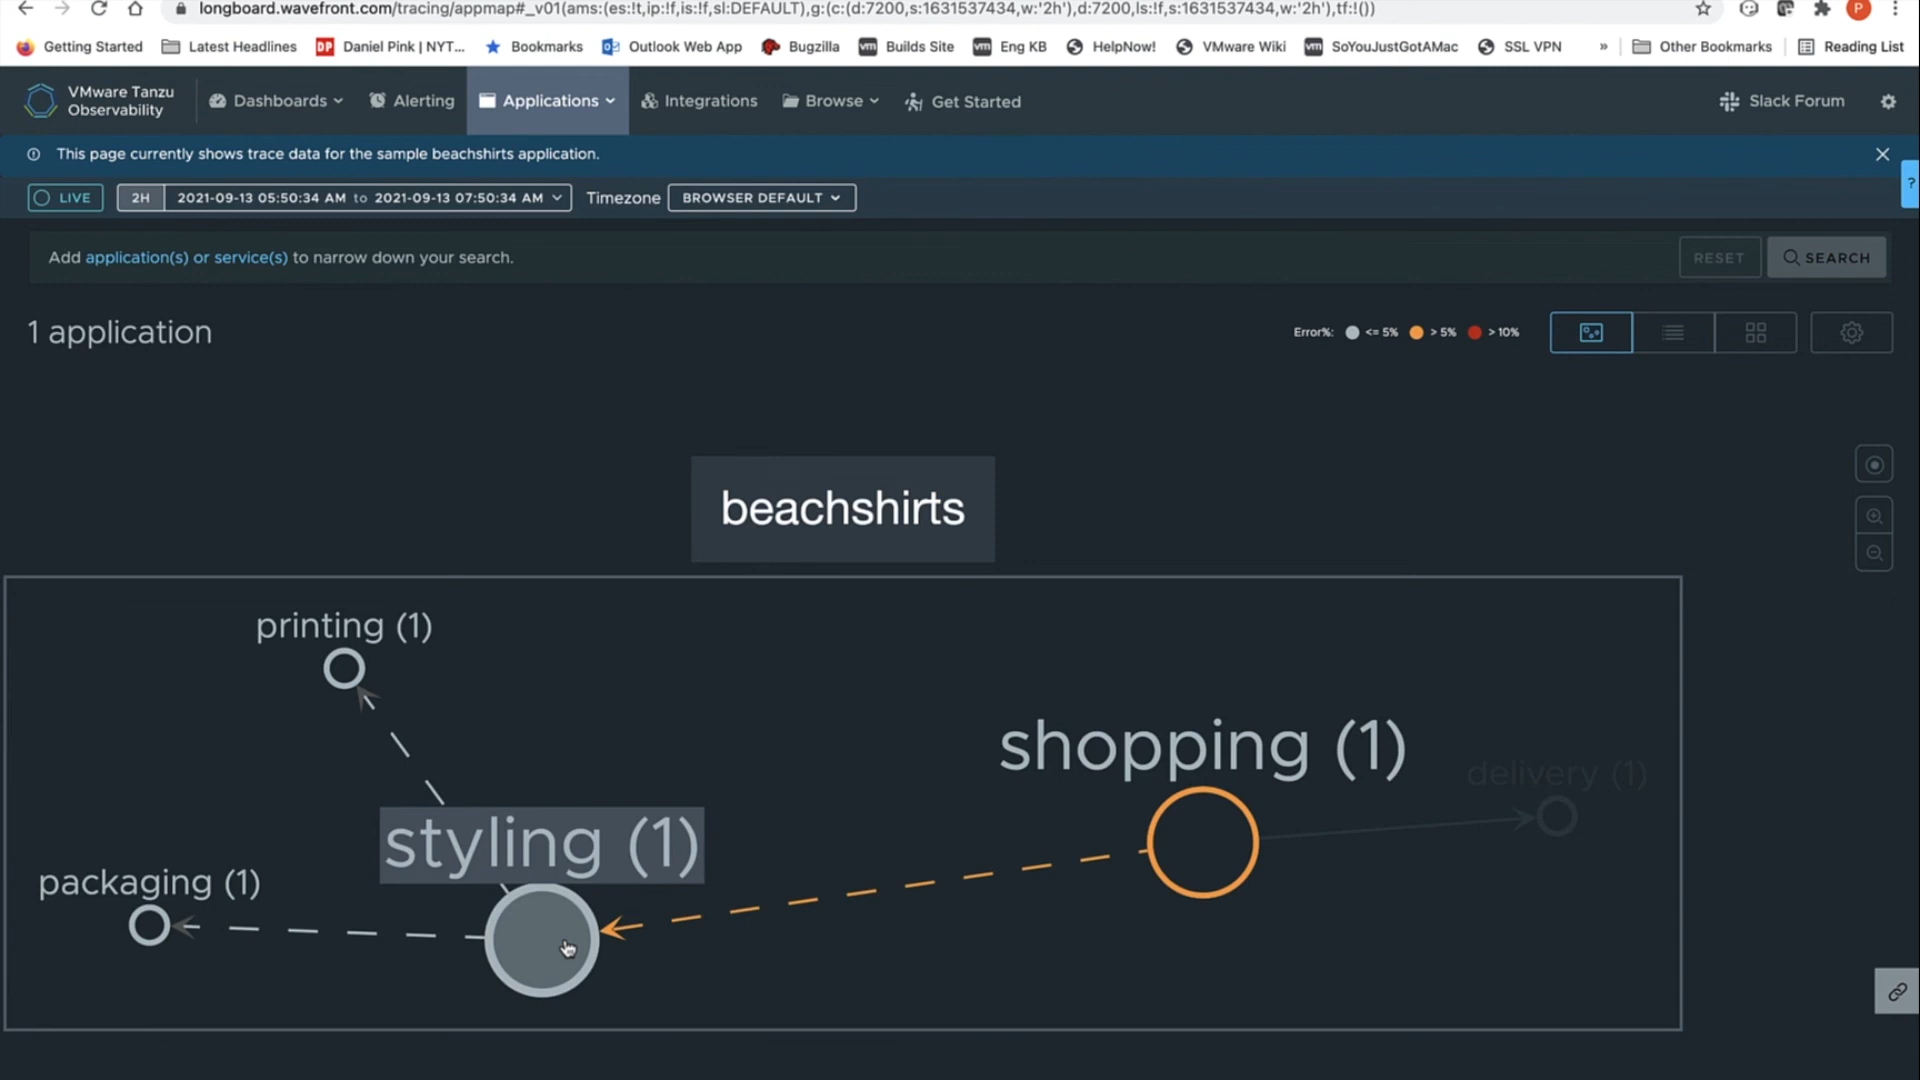 longboard.wavefront.com/tracing/appmap#_v01(ams:(es:!t,ip:!f,is:!f,sl:DEFAULT),g:(c:(d:7200,s:1631537434,w:'2h'),d:7200,ls:!f,s:1631537434,w:'2h'),tf:!())
P
Getting Started Latest Headlines DP Daniel Pink | NYT... Bookmarks Outlook Web App Bugzilla vm Builds Site vm Eng KB HelpNow! VMware Wiki vm SoYouJustGotAMac SSL VPN » Other Bookmarks Reading List
VMware Tanzu
Observability
Dashboards Alerting Applications Integrations Browse Get Started Slack Forum
This page currently shows trace data for the sample beachshirts application.
?
LIVE 2H 2021-09-13 05:50:34 AM to 2021-09-13 07:50:34 AM Timezone BROWSER DEFAULT
Add application(s) or service(s) to narrow down your search. RESET SEARCH
1 application Error%: <= 5% > 5% > 10%
beachshirts
printing (1)
shopping (1)
delivery (1)
styling (1)
packaging (1)